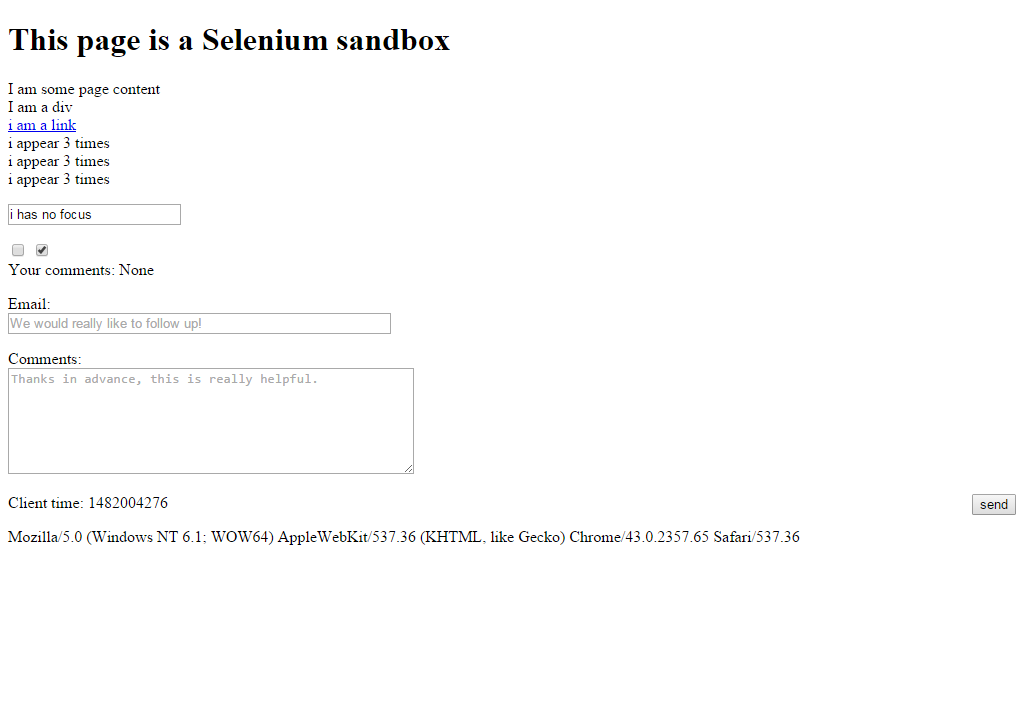 This page is a Selenium sandbox
I am some page content
I am a div
i am a link
i appear 3 times
i appear 3 times
i appear 3 times
i has no focus
Your comments: None
Email:
We would really like to follow up!
Comments:
Thanks in advance, this is really helpful.
Client time: 1482004276
send
Mozilla/5.0 (Windows NT 6.1; WOW64) AppleWebKit/537.36 (KHTML, like Gecko) Chrome/43.0.2357.65 Safari/537.36